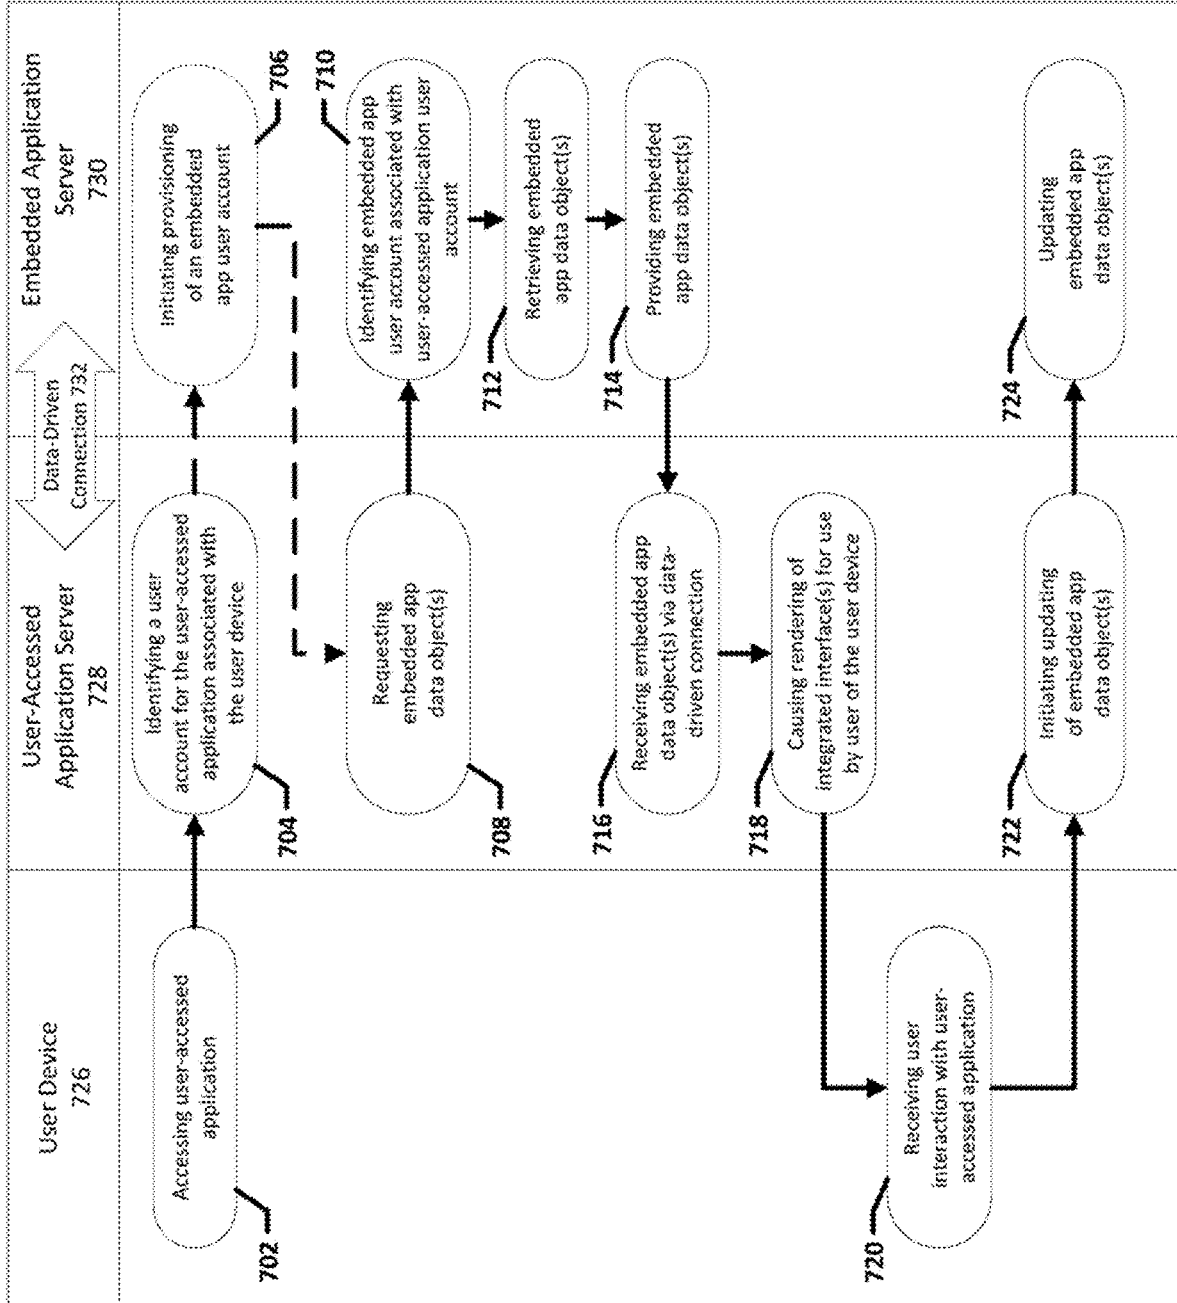 User Device
726
User-Accessed
Application Server
728
Data-Driven
Connection 732
Embedded Application
Server
730
Accessing user-accessed
application
702
Identifying a user
account for the user-accessed
application associated with
the user device
704
Initiating provisioning
of an embedded
app user account
706
Requesting
embedded app
data object(s)
708
Identifying embedded app
user account associated with
user-accessed application user
account
710
Retrieving embedded
app data object(s)
712
Providing embedded
app data object(s)
714
Receiving embedded app
data object(s) via data-
driven connection
716
Causing rendering of
integrated interface(s) for use
by user of the user device
718
Receiving user
interaction with user-
accessed application
720
Initiating updating
of embedded app
data object(s)
722
Updating
embedded app
data object(s)
724